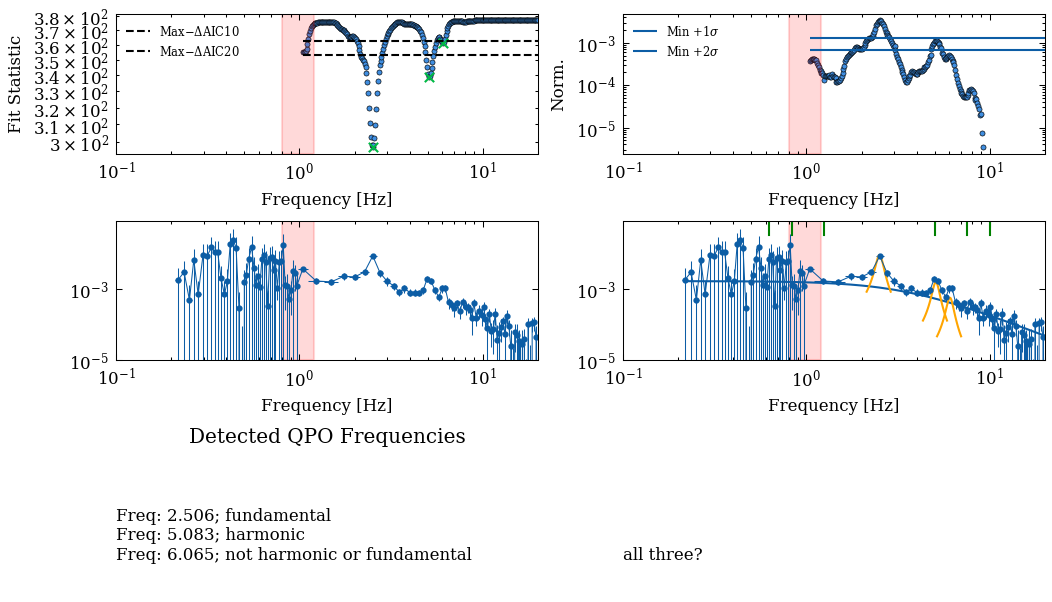 3.8 × 10²
3.7 × 10²
3.6 × 10²
3.5 × 10²
3.4 × 10²
3.2 × 10²
3.1 × 10²
3 × 10²
Fit Statistic
Max−ΔAIC10
Max−ΔAIC20
10⁻¹ 10⁰ 10¹
Frequency [Hz]
10⁻³
10⁻⁴
10⁻⁵
Norm.
Min +1σ
Min +2σ
10⁻¹ 10⁰ 10¹
Frequency [Hz]
10⁻³
10⁻⁵
10⁻¹ 10⁰ 10¹
Frequency [Hz]
10⁻³
10⁻⁵
10⁻¹ 10⁰ 10¹
Frequency [Hz]
Detected QPO Frequencies
Freq: 2.506; fundamental
Freq: 5.083; harmonic
Freq: 6.065; not harmonic or fundamental
all three?